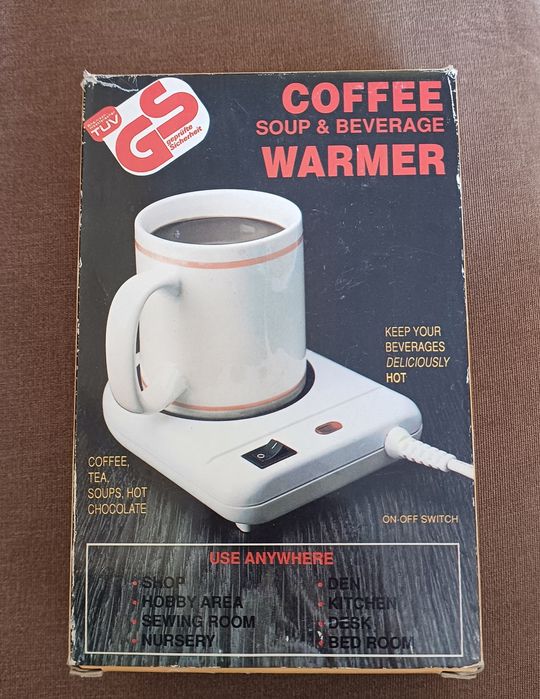 TÜV
GS
geprüfte
Sicherheit
COFFEE
SOUP & BEVERAGE
WARMER
KEEP YOUR
BEVERAGES
DELICIOUSLY
HOT
COFFEE,
TEA,
SOUPS, HOT
CHOCOLATE
ON-OFF SWITCH
USE ANYWHERE
• SHOP
• HOBBY AREA
• SEWING ROOM
• NURSERY
• DEN
• KITCHEN
• DESK
• BED ROOM